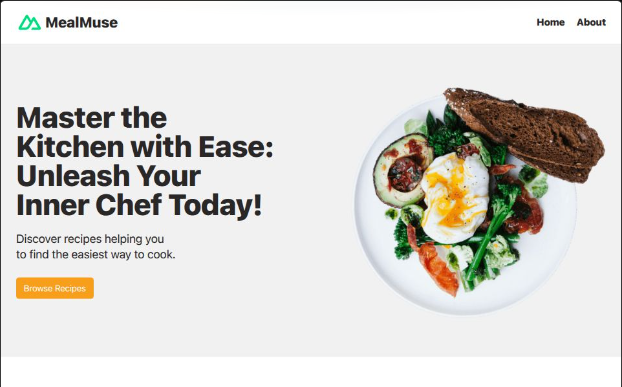 MealMuse
Home About
Master the
Kitchen with Ease:
Unleash Your
Inner Chef Today!
Discover recipes helping you
to find the easiest way to cook.
Browse Recipes